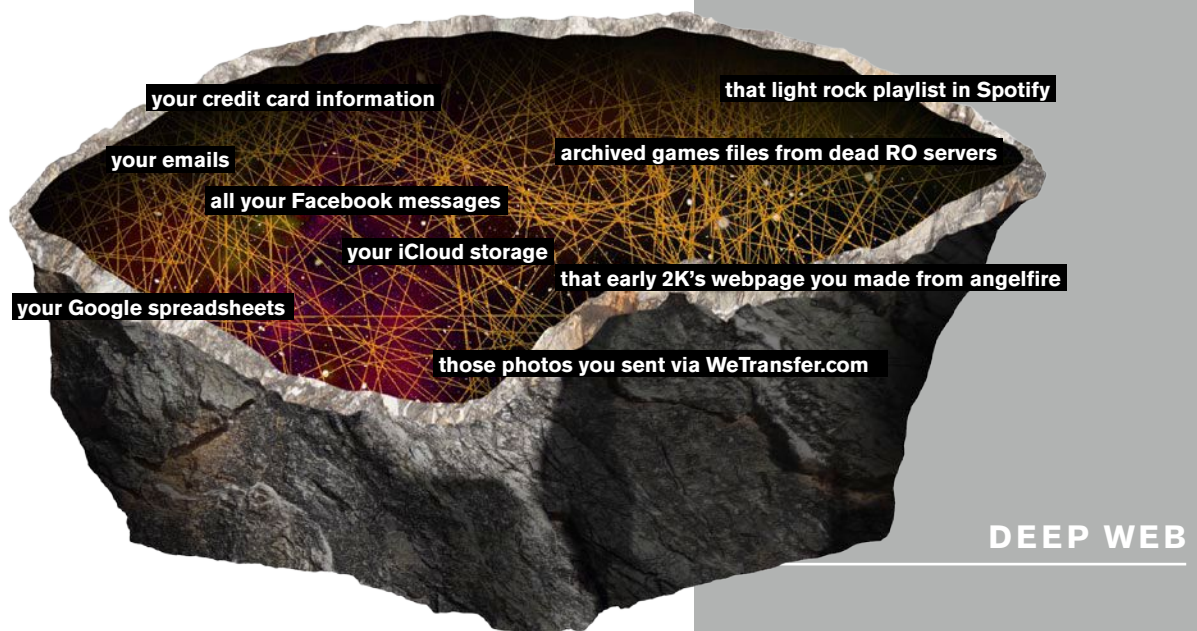 your credit card information
that light rock playlist in Spotify
your emails
archived games files from dead RO servers
all your Facebook messages
your iCloud storage
that early 2K’s webpage you made from angelfire
your Google spreadsheets
those photos you sent via WeTransfer.com
DEEP WEB